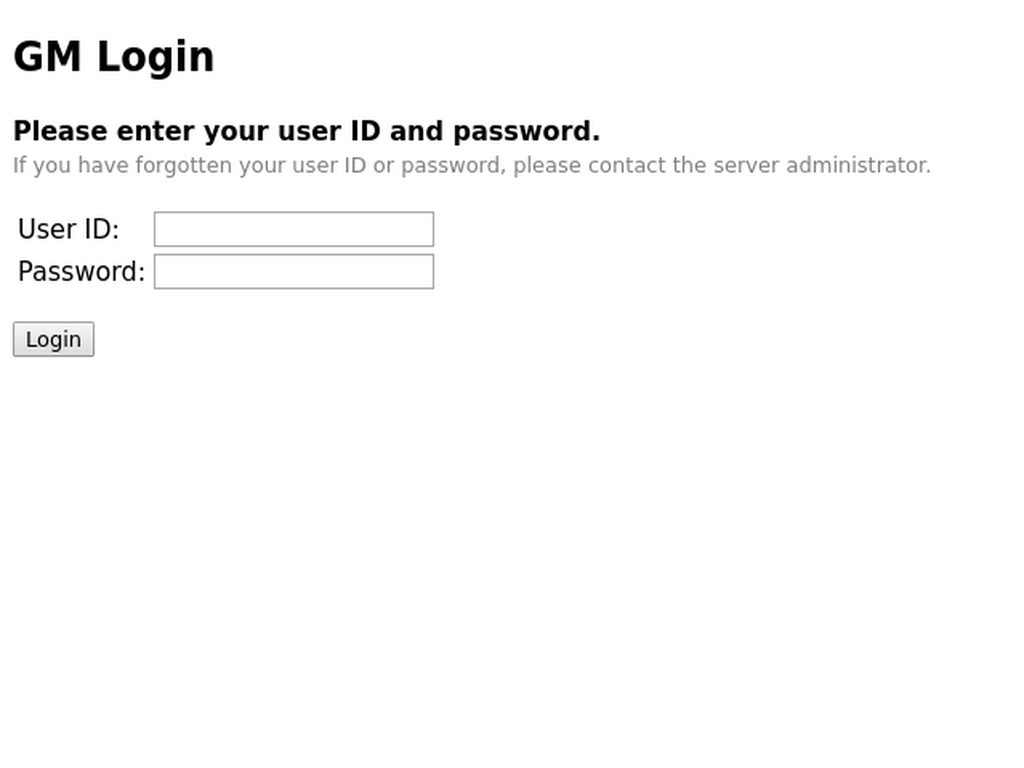 GM Login
Please enter your user ID and password.
If you have forgotten your user ID or password, please contact the server administrator.
User ID:
Password:
Login